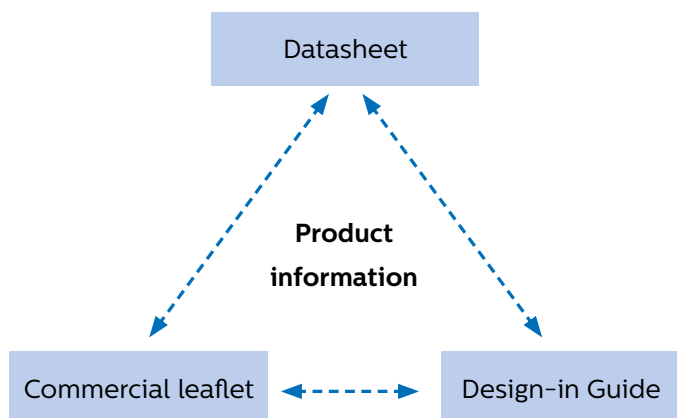 Datasheet
Product
information
Commercial leaflet
Design-in Guide